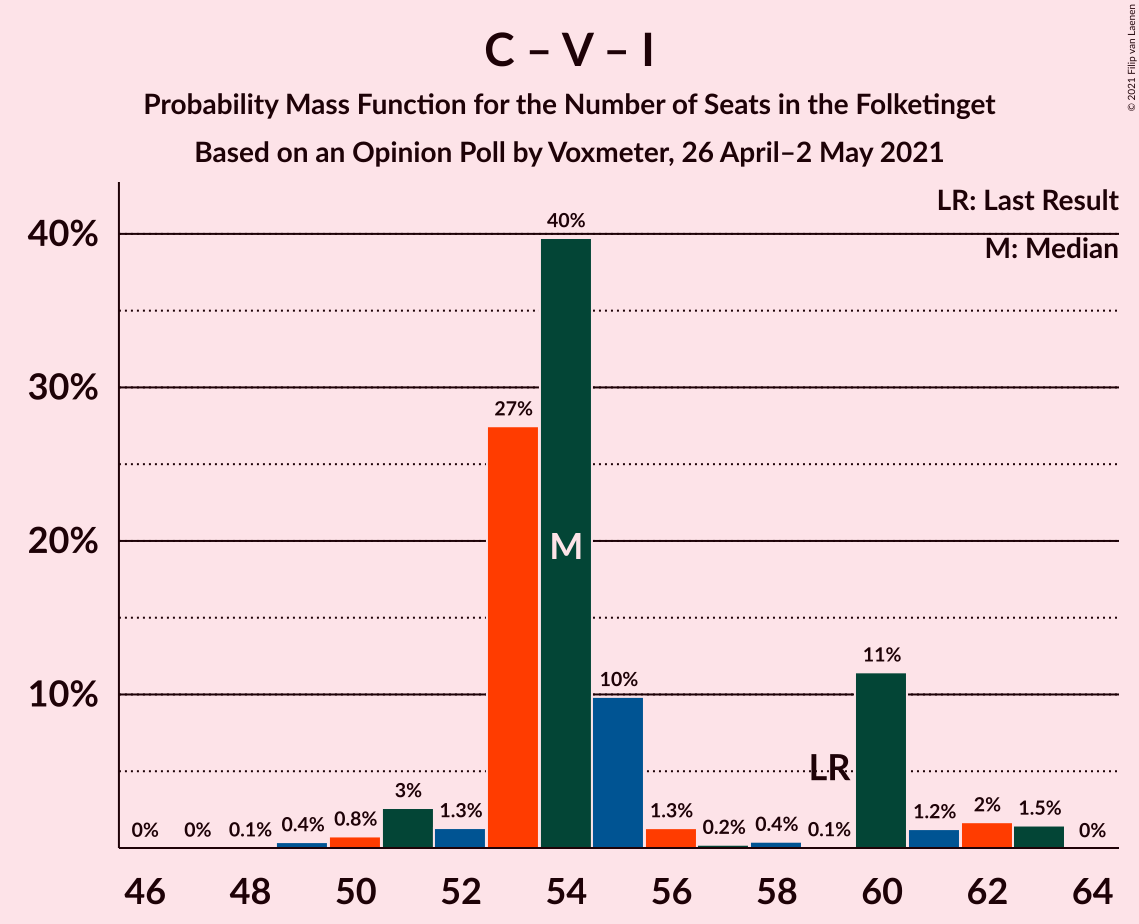 C – V – I
Probability Mass Function for the Number of Seats in the Folketinget
Based on an Opinion Poll by Voxmeter, 26 April–2 May 2021
© 2021 Filip van Laenen
LR: Last Result
M: Median
40%
30%
20%
10%
0% 0% 0.1% 0.4% 0.8% 3% 1.3% 27% 40% 10% 1.3% 0.2% 0.4% 0.1% 11% 1.2% 2% 1.5% 0%
M
LR
46 48 50 52 54 56 58 60 62 64